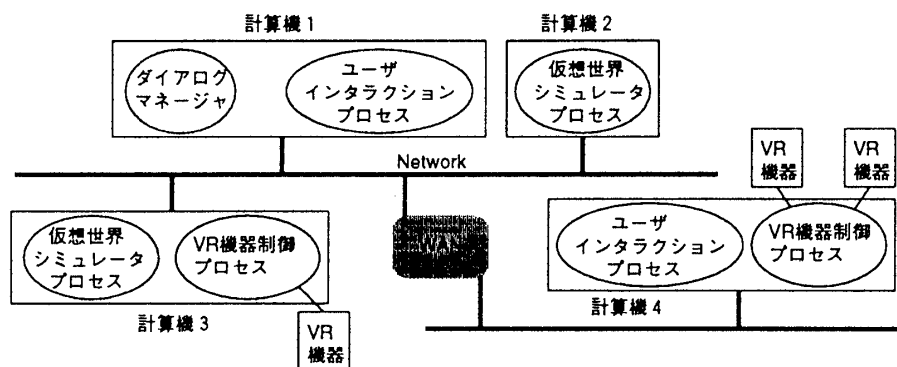 計算機1
計算機2
ダイアログ
マネージャ
ユーザ
インタラクション
プロセス
仮想世界
シミュレータ
プロセス
Network
VR
機器
VR
機器
仮想世界
シミュレータ
プロセス
VR機器制御
プロセス
WAN
ユーザ
インタラクション
プロセス
VR機器制御
プロセス
計算機3
VR
機器
計算機4